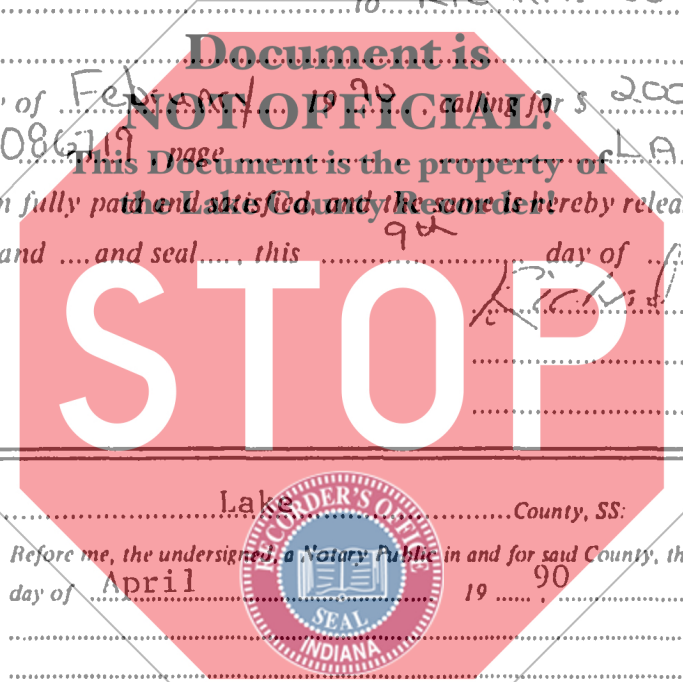 to
Document is
of February 19 90, calling for $ 200
NOT OFFICIAL!
page LA
This Document is the property of
n fully paid and satisfied, and the same is hereby relea
the Lake County Recorder!
and .... and seal...., this 9th day of
STOP
Lake County, SS:
RECORDER'S OFFICE
Before me, the undersigned, a Notary Public in and for said County, th
day of April 19 90
SEAL
INDIANA